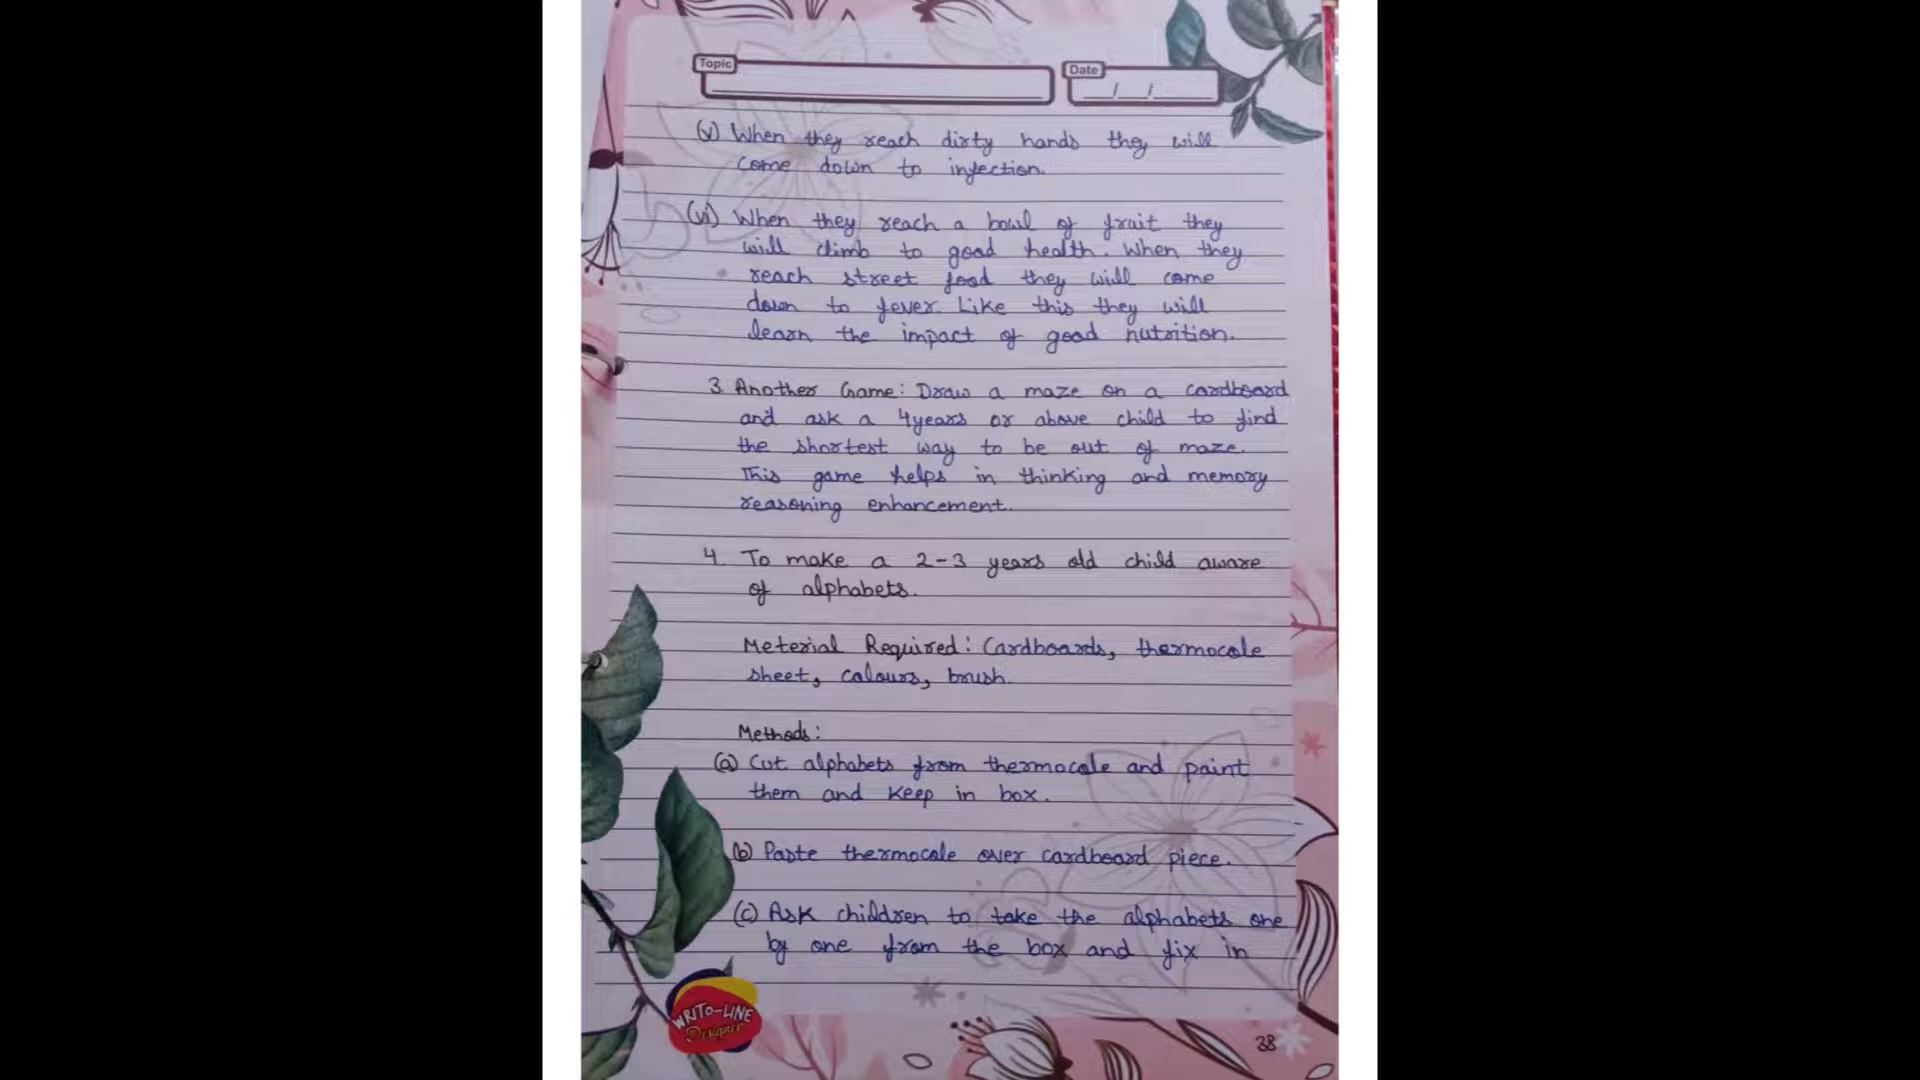 Topic
Date
(v) When they reach dirty hands they will
come down to infection.
(vi) When they reach a bowl of fruit they
will climb to good health. When they
reach street food they will come
down to fever. Like this they will
learn the impact of good nutrition.
3. Another Game: Draw a maze on a cardboard
and ask a 4years or above child to find
the shortest way to be out of maze.
This game helps in thinking and memory
reasoning enhancement.
4. To make a 2-3 years old child aware
of alphabets.
Meterial Required: Cardboards, thermocole
sheet, colours, brush.
Methods:
(a) Cut alphabets from thermocole and paint
them and keep in box.
(b) Paste thermocole over cardboard piece.
(c) Ask children to take the alphabets one
by one from the box and fix in
WRITO-LINE
Designer
38